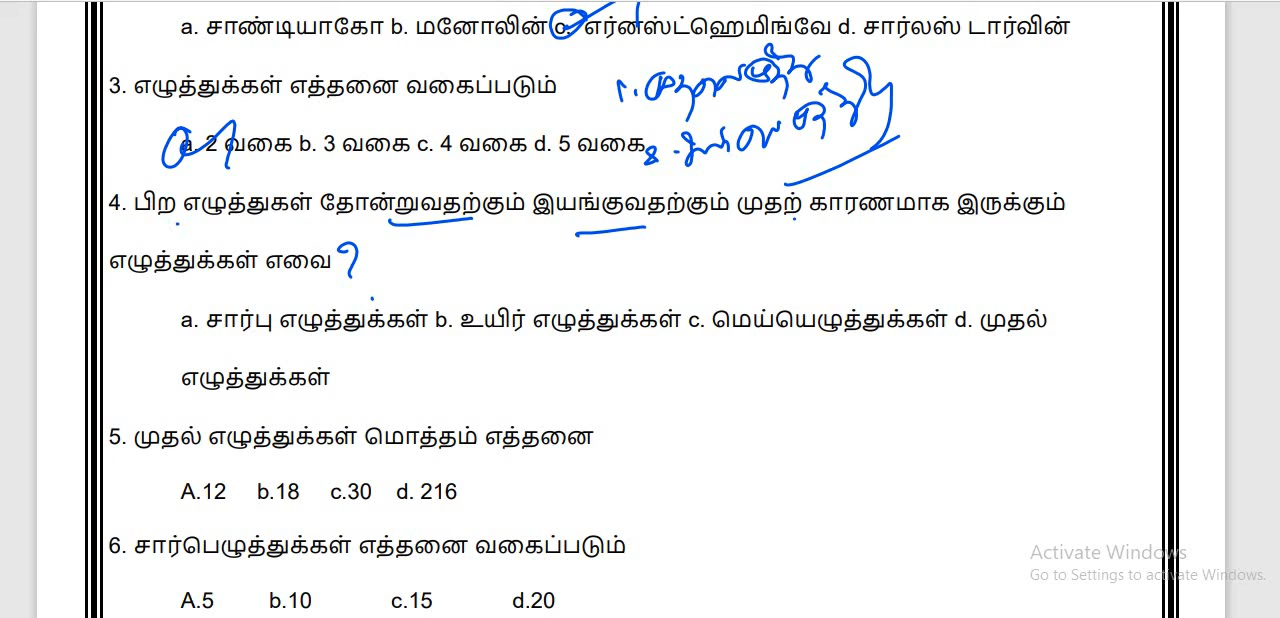 a. சாண்டியாகோ b. மனோலின் c. எர்னஸ்ட்ஹெமிங்வே d. சார்லஸ் டார்வின்
3. எழுத்துக்கள் எத்தனை வகைப்படும்
a. 2 வகை b. 3 வகை c. 4 வகை d. 5 வகை
4. பிற எழுத்துகள் தோன்றுவதற்கும் இயங்குவதற்கும் முதற் காரணமாக இருக்கும்
எழுத்துக்கள் எவை ?
a. சார்பு எழுத்துக்கள் b. உயிர் எழுத்துக்கள் c. மெய்யெழுத்துக்கள் d. முதல்
எழுத்துக்கள்
5. முதல் எழுத்துக்கள் மொத்தம் எத்தனை
A.12 b.18 c.30 d. 216
6. சார்பெழுத்துக்கள் எத்தனை வகைப்படும்
A.5 b.10 c.15 d.20
Activate Windows
Go to Settings to activate Windows.